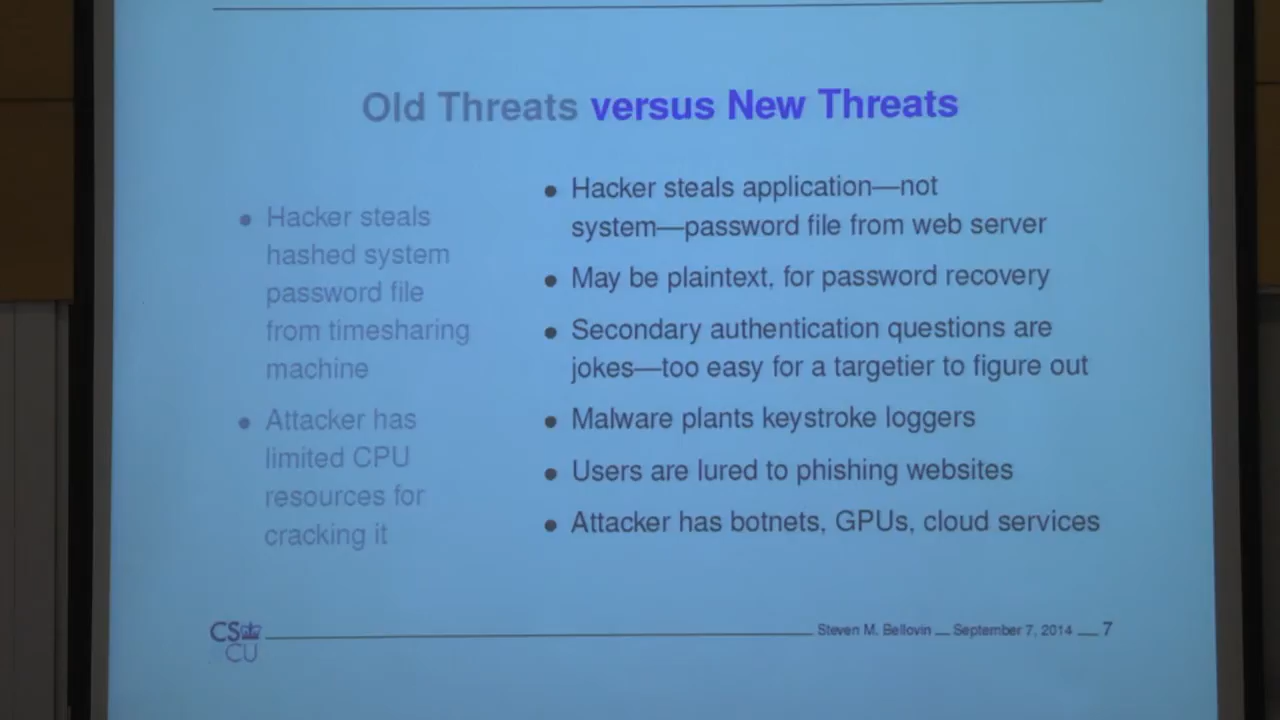 Old Threats versus New Threats
Hacker steals
hashed system
password file
from timesharing
machine
Attacker has
limited CPU
resources for
cracking it
Hacker steals application—not
system—password file from web server
May be plaintext, for password recovery
Secondary authentication questions are
jokes—too easy for a targetier to figure out
Malware plants keystroke loggers
Users are lured to phishing websites
Attacker has botnets, GPUs, cloud services
CS@
CU
Steven M. Bellovin — September 7, 2014 — 7